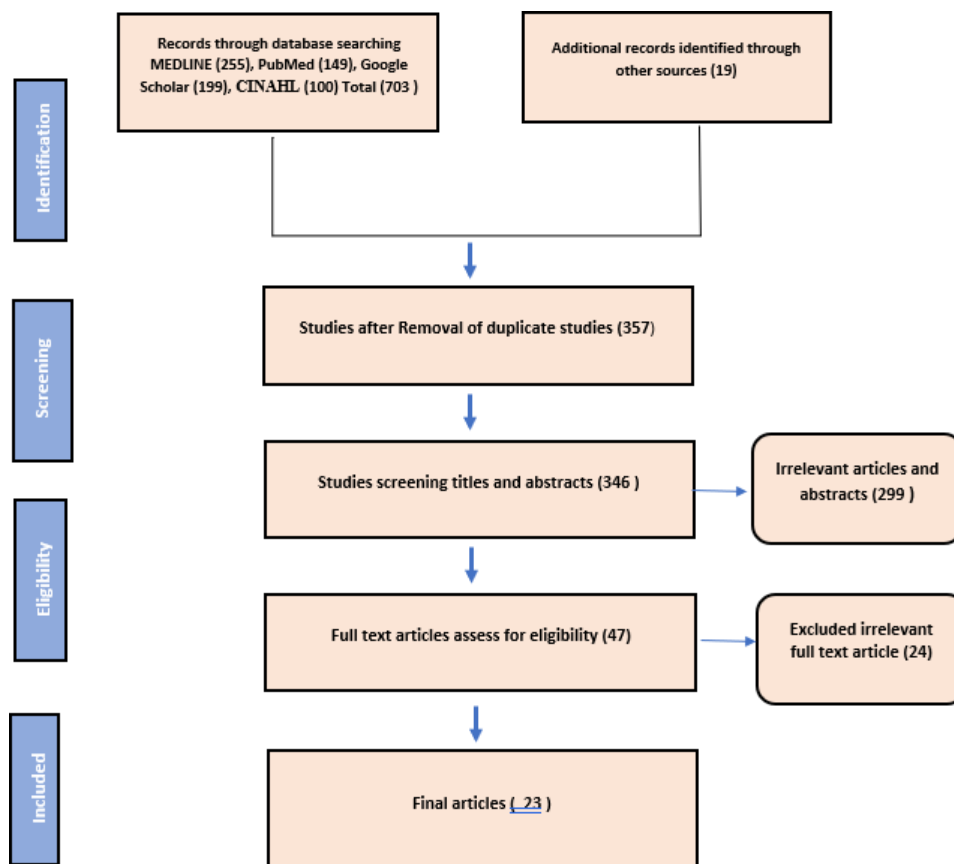 Records through database searching
MEDLINE (255), PubMed (149), Google
Scholar (199), CINAHL (100) Total (703 )
Additional records identified through
other sources (19)
Identification
Studies after Removal of duplicate studies (357)
Screening
Studies screening titles and abstracts (346 )
Irrelevant articles and
abstracts (299 )
Eligibility
Full text articles assess for eligibility (47)
Excluded irrelevant
full text article (24)
Included
Final articles ( 23 )